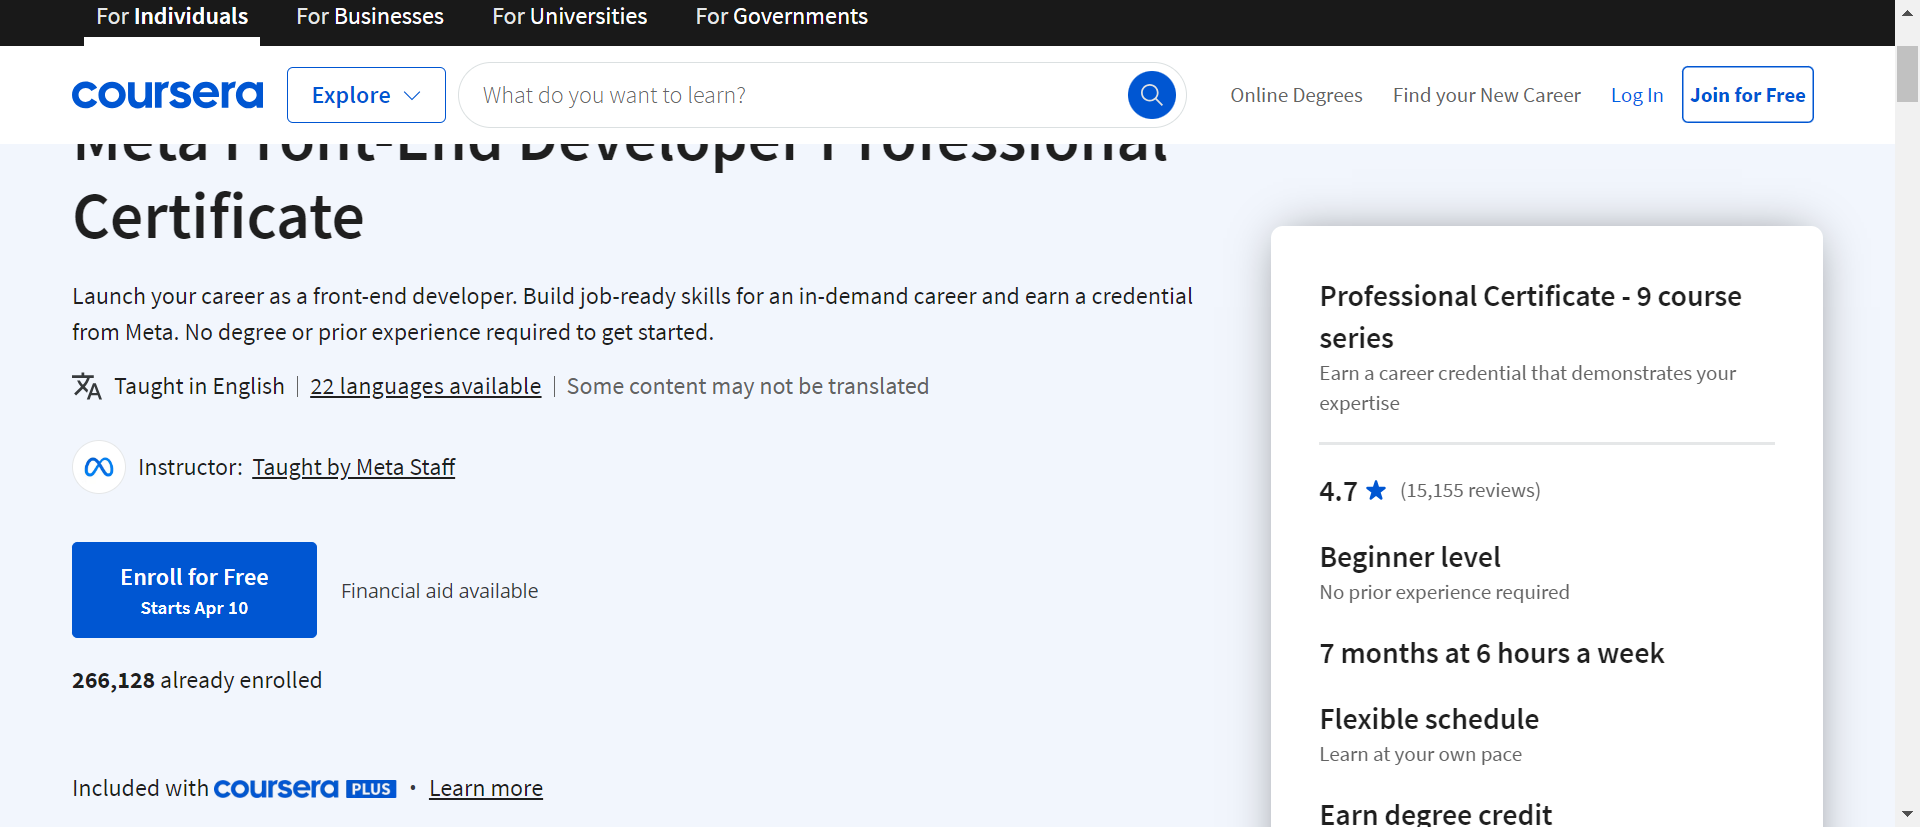 For Individuals For Businesses For Universities For Governments
coursera Explore What do you want to learn? Online Degrees Find your New Career Log In Join for Free
Meta Front-End Developer Professional
Certificate
Launch your career as a front-end developer. Build job-ready skills for an in-demand career and earn a credential
from Meta. No degree or prior experience required to get started.
Taught in English | 22 languages available | Some content may not be translated
Instructor: Taught by Meta Staff
Enroll for Free
Starts Apr 10
Financial aid available
266,128 already enrolled
Included with coursera PLUS • Learn more
Professional Certificate - 9 course
series
Earn a career credential that demonstrates your
expertise
4.7 ★ (15,155 reviews)
Beginner level
No prior experience required
7 months at 6 hours a week
Flexible schedule
Learn at your own pace
Earn degree credit